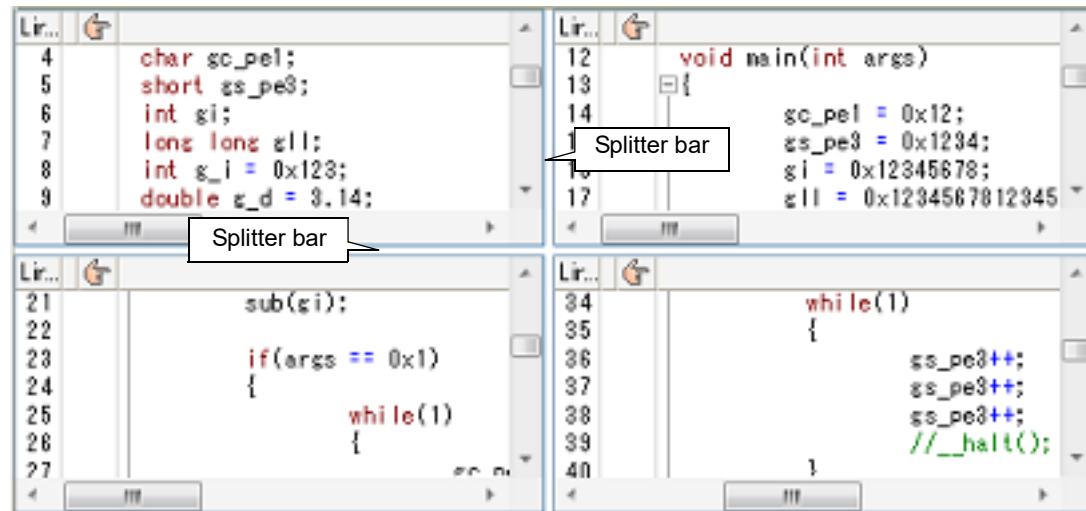 Lir...
4 char gc_pe1;
5 short gs_pe3;
6 int gi;
7 long long gll;
8 int g_i = 0x123;
9 double g_d = 3.14;
Lir...
12 void main(int args)
13 {
14 gc_pe1 = 0x12;
gs_pe3 = 0x1234;
gi = 0x12345678;
17 gll = 0x1234567812345
Splitter bar
Splitter bar
Lir...
21 sub(gi);
22
23 if(args == 0x1)
24 {
25 while(1)
26 {
27
Lir...
34 while(1)
35 {
36 gs_pe3++;
37 gs_pe3++;
38 gs_pe3++;
39 //__halt();
40 }